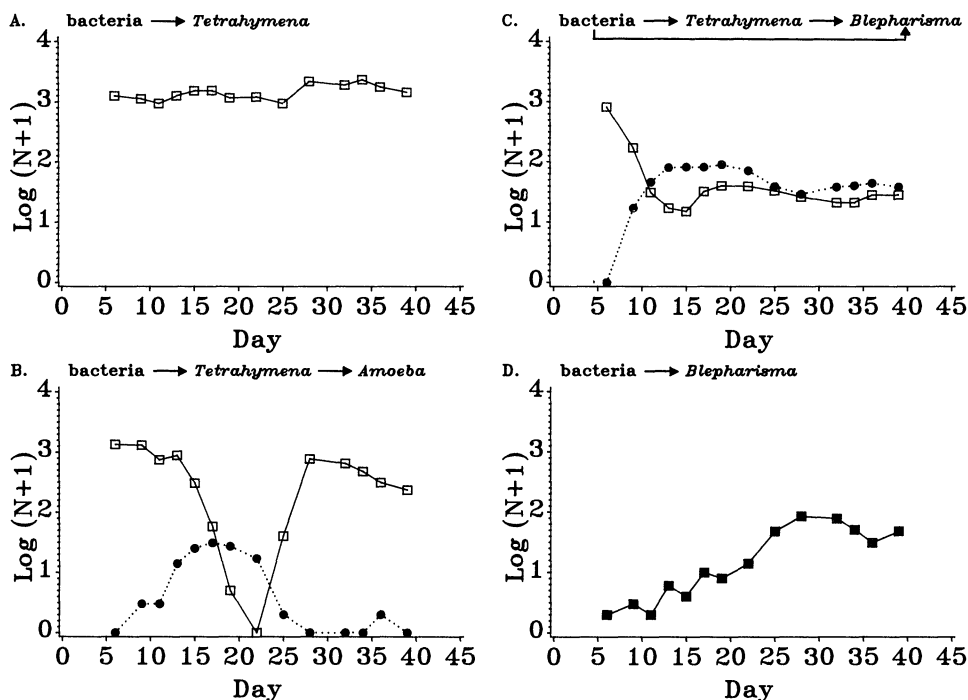 A. bacteria → Tetrahymena
4
3
2
1
0
Log (N+1)
0 5 10 15 20 25 30 35 40 45
Day
B. bacteria → Tetrahymena → Amoeba
4
3
2
1
0
Log (N+1)
0 5 10 15 20 25 30 35 40 45
Day
C. bacteria → Tetrahymena → Blepharisma
4
3
2
1
0
Log (N+1)
0 5 10 15 20 25 30 35 40 45
Day
D. bacteria → Blepharisma
4
3
2
1
0
Log (N+1)
0 5 10 15 20 25 30 35 40 45
Day